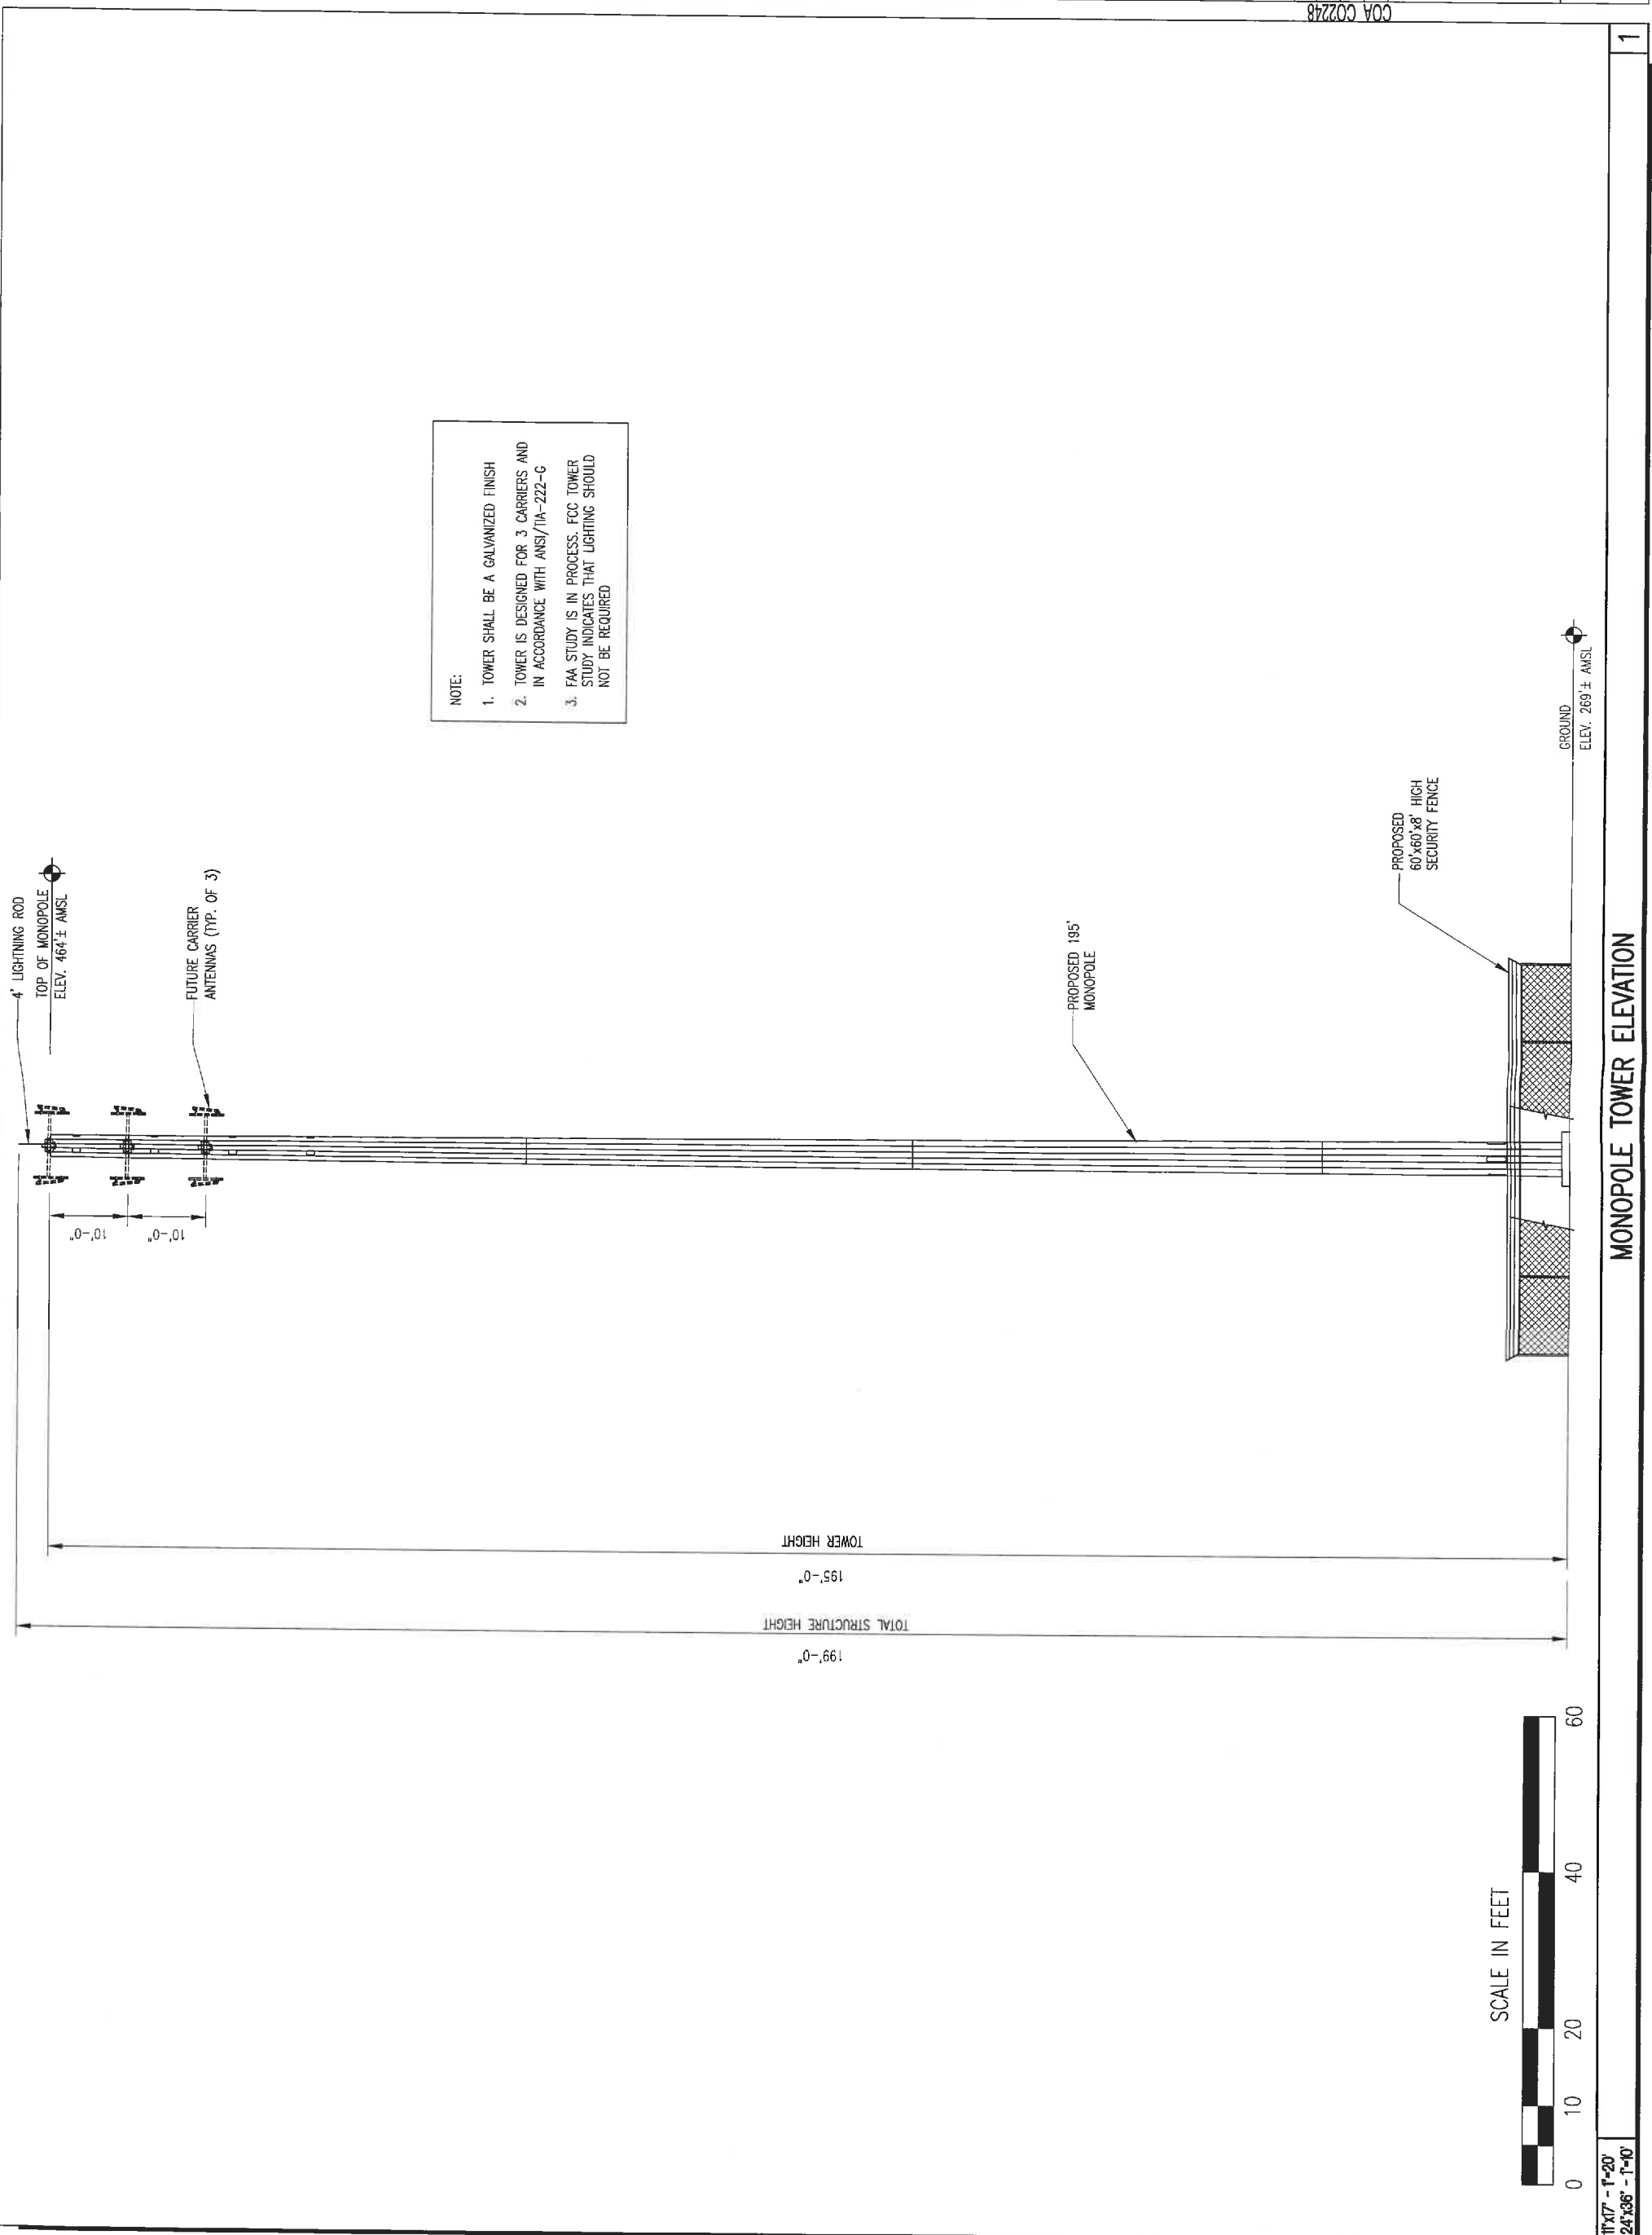 4' LIGHTNING ROD
TOP OF MONOPOLE
ELEV. 464'± AMSL
FUTURE CARRIER
ANTENNAS (TYP. OF 3)
10'-0"
10'-0"
NOTE:
1. TOWER SHALL BE A GALVANIZED FINISH
2. TOWER IS DESIGNED FOR 3 CARRIERS AND
IN ACCORDANCE WITH ANSI/TIA-222-G
3. FAA STUDY IS IN PROCESS. FCC TOWER
STUDY INDICATES THAT LIGHTING SHOULD
NOT BE REQUIRED
TOWER HEIGHT
195'-0"
TOTAL STRUCTURE HEIGHT
199'-0"
PROPOSED 195'
MONOPOLE
PROPOSED
60'x60'x8' HIGH
SECURITY FENCE
GROUND
ELEV. 269'± AMSL
SCALE IN FEET
0 10 20 40 60
11"x17" - 1"=20'
24"x36" - 1"=10'
MONOPOLE TOWER ELEVATION
1
COA CO2248